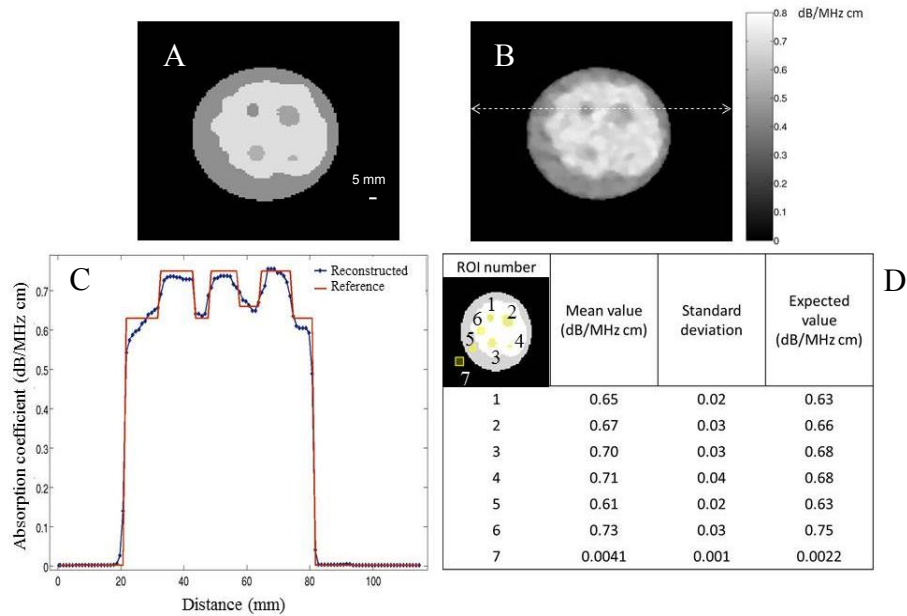 A
5 mm
B
dB/MHz cm
0.8
0.7
0.6
0.5
0.4
0.3
0.2
0.1
0
C
Reconstructed
Reference
Absorption coefficient (dB/MHz cm)
0.7
0.6
0.5
0.4
0.3
0.2
0.1
0
0 20 40 60 80 100
Distance (mm)
D
ROI number
Mean value (dB/MHz cm)
Standard deviation
Expected value (dB/MHz cm)
1
2
6
5
3
4
7
1 0.65 0.02 0.63
2 0.67 0.03 0.66
3 0.70 0.03 0.68
4 0.71 0.04 0.68
5 0.61 0.02 0.63
6 0.73 0.03 0.75
7 0.0041 0.001 0.0022